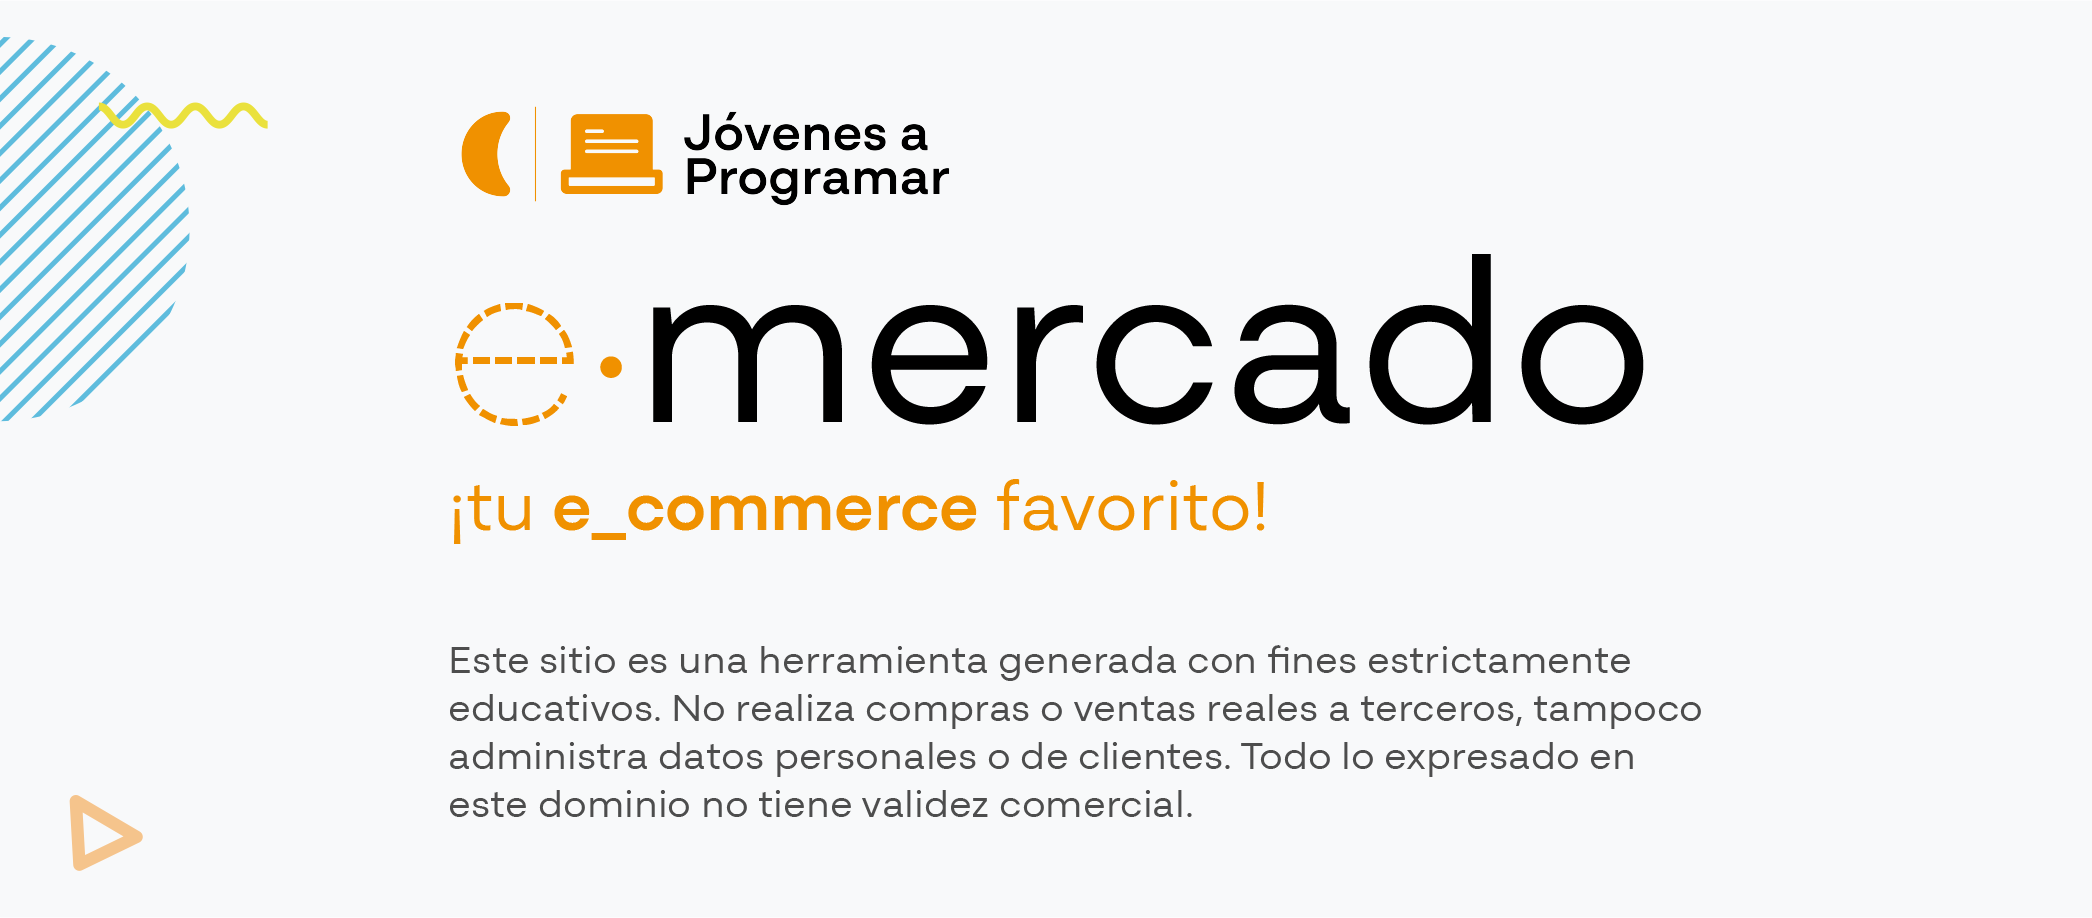 Jóvenes a
Programar
e·mercado
¡tu e_commerce favorito!
Este sitio es una herramienta generada con fines estrictamente
educativos. No realiza compras o ventas reales a terceros, tampoco
administra datos personales o de clientes. Todo lo expresado en
este dominio no tiene validez comercial.